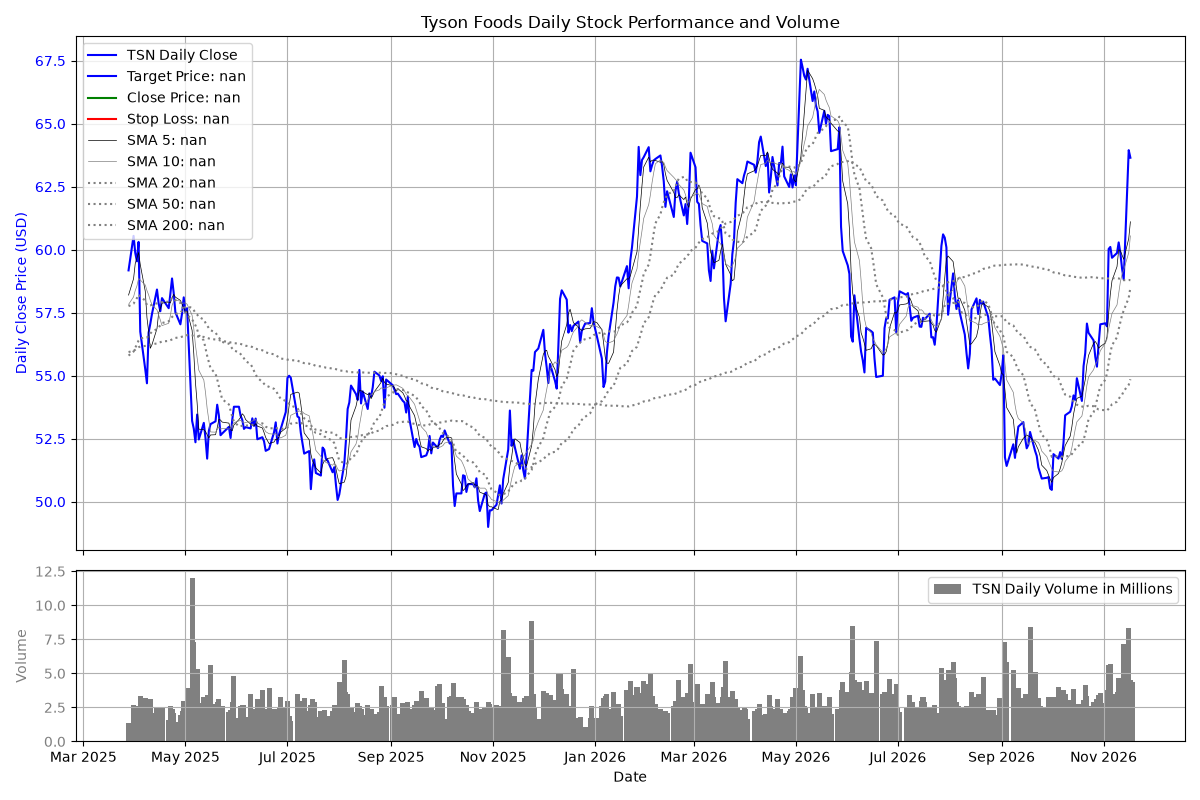 Tyson Foods Daily Stock Performance and Volume
TSN Daily Close
Target Price: nan
Close Price: nan
Stop Loss: nan
SMA 5: nan
SMA 10: nan
SMA 20: nan
SMA 50: nan
SMA 200: nan
Daily Close Price (USD)
67.5
65.0
62.5
60.0
57.5
55.0
52.5
50.0
TSN Daily Volume in Millions
Volume
12.5
10.0
7.5
5.0
2.5
0.0
Mar 2025 May 2025 Jul 2025 Sep 2025 Nov 2025 Jan 2026 Mar 2026 May 2026 Jul 2026 Sep 2026 Nov 2026
Date